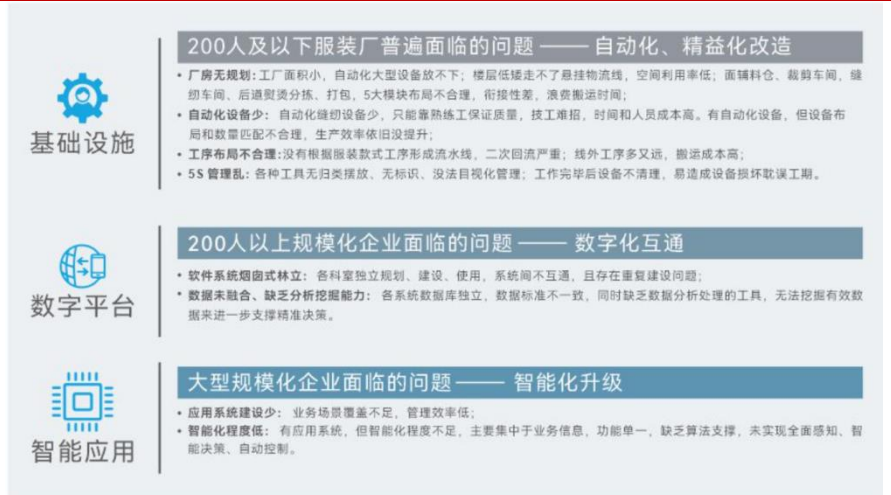 200人及以下服装厂普遍面临的问题 —— 自动化、精益化改造
• 厂房无规划:工厂面积小，自动化大型设备放不下；楼层低矮走不了悬挂物流线，空间利用率低；面辅料仓、裁剪车间、缝
纫车间、后道熨烫分拣、打包，5大模块布局不合理，衔接性差，浪费搬运时间；
• 自动化设备少: 自动化缝纫设备少，只能靠熟练工保证质量，技工难招，时间和人员成本高。有自动化设备，但设备布
局和数量匹配不合理，生产效率依旧没提升；
• 工序布局不合理:没有根据服装款式工序形成流水线，二次回流严重；线外工序多又远，搬运成本高；
• 5S 管理乱: 各种工具无归类摆放、无标识、没法目视化管理；工作完毕后设备不清理，易造成设备损坏耽误工期。
基础设施
200人以上规模化企业面临的问题 —— 数字化互通
• 软件系统烟囱式林立： 各科室独立规划、建设、使用，系统间不互通，且存在重复建设问题；
• 数据未融合、缺乏分析挖掘能力： 各系统数据库独立，数据标准不一致，同时缺乏数据分析处理的工具，无法挖掘有效数
据来进一步支撑精准决策。
数字平台
大型规模化企业面临的问题—— 智能化升级
• 应用系统建设少： 业务场景覆盖不足，管理效率低；
• 智能化程度低： 有应用系统，但智能化程度不足，主要集中于业务信息，功能单一，缺乏算法支撑，未实现全面感知、智
能决策、自动控制。
智能应用